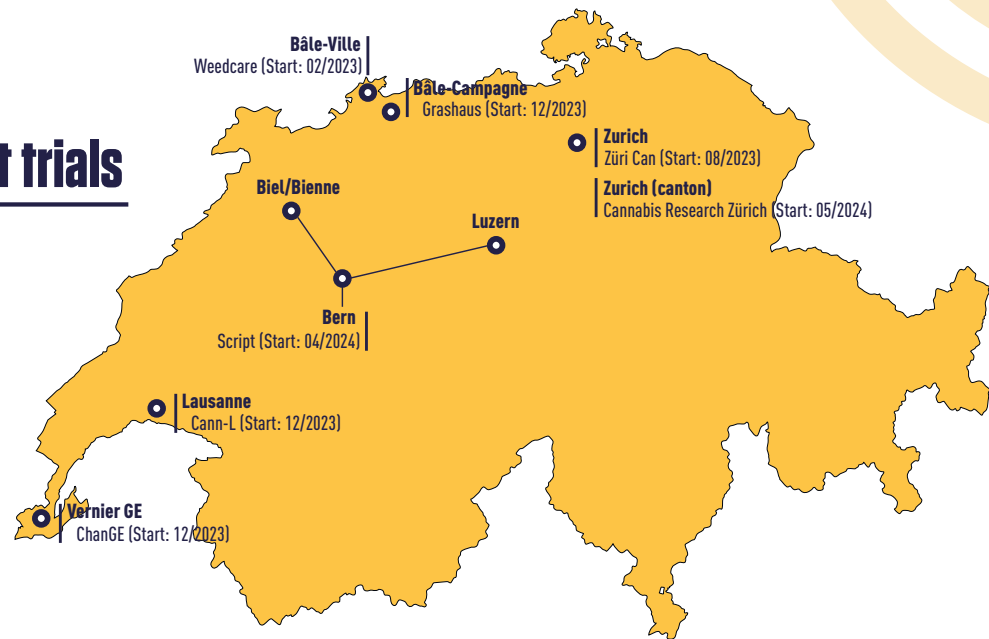 t trials
Bâle-Ville
Weedcare (Start: 02/2023)
Bâle-Campagne
Grashaus (Start: 12/2023)
Zurich
Züri Can (Start: 08/2023)
Zurich (canton)
Cannabis Research Zürich (Start: 05/2024)
Biel/Bienne
Luzern
Bern
Script (Start: 04/2024)
Lausanne
Cann-L (Start: 12/2023)
Vernier GE
ChanGE (Start: 12/2023)